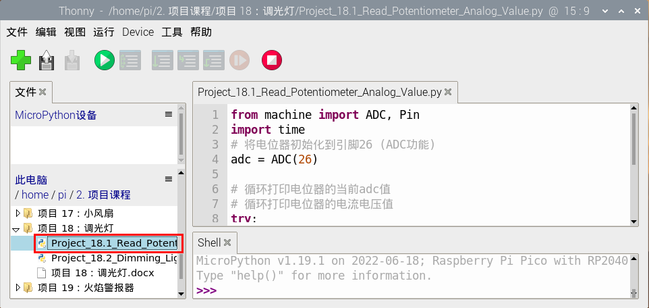 Thonny - /home/pi/2. 项目课程/项目 18：调光灯/Project_18.1_Read_Potentiometer_Analog_Value.py @ 15 : 9
文件 编辑 视图 运行 Device 工具 帮助
文件
MicroPython设备
此电脑
/ home / pi / 2. 项目课程
项目 17：小风扇
项目 18：调光灯
Project_18.1_Read_Potent
Project_18.2_Dimming_Lig
项目 18：调光灯.docx
项目 19：火焰警报器
Project_18.1_Read_Potentiometer_Analog_Value.py
1 from machine import ADC, Pin
2 import time
3 # 将电位器初始化到引脚26 (ADC功能)
4 adc = ADC(26)
5
6 # 循环打印电位器的当前adc值
7 # 循环打印电位器的电流电压值
8 try:
Shell
MicroPython v1.19.1 on 2022-06-18; Raspberry Pi Pico with RP2040
Type "help()" for more information.
>>>